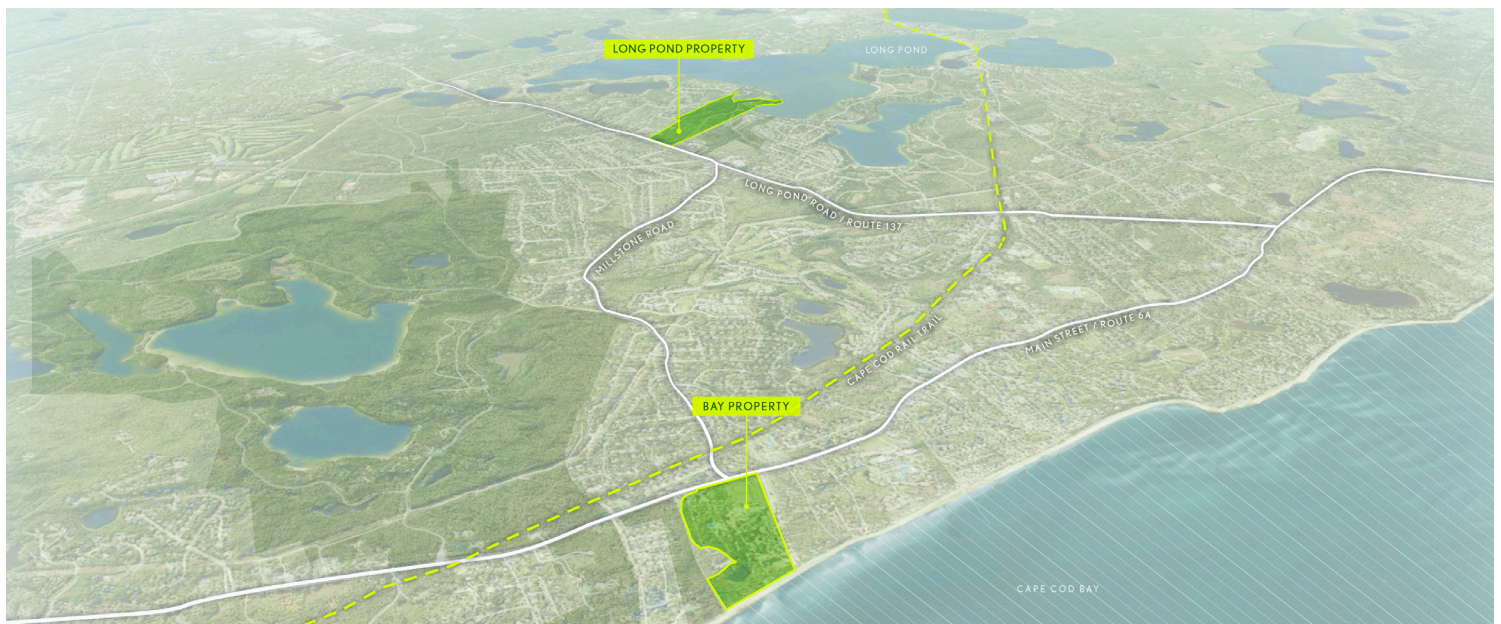 LONG POND PROPERTY
LONG POND
LONG POND ROAD / ROUTE 137
MILLSTONE ROAD
MAIN STREET / ROUTE 6A
CAPE COD RAIL TRAIL
BAY PROPERTY
CAPE COD BAY